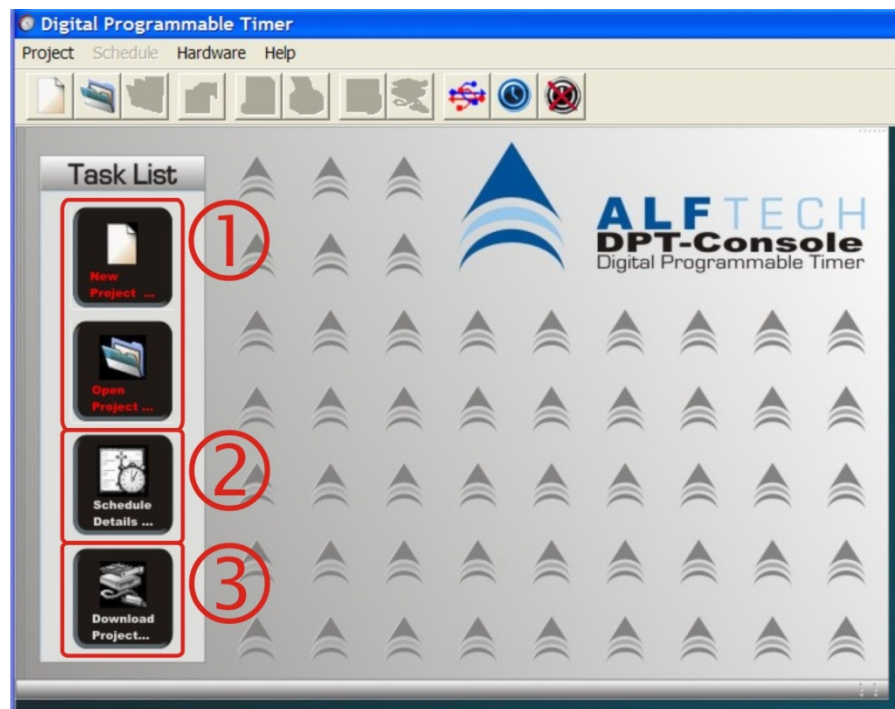 Digital Programmable Timer
Project Schedule Hardware Help
Task List
New
Project ...
Open
Project ...
Schedule
Details ...
Download
Project...
①
②
③
ALFTECH
DPT-Console
Digital Programmable Timer